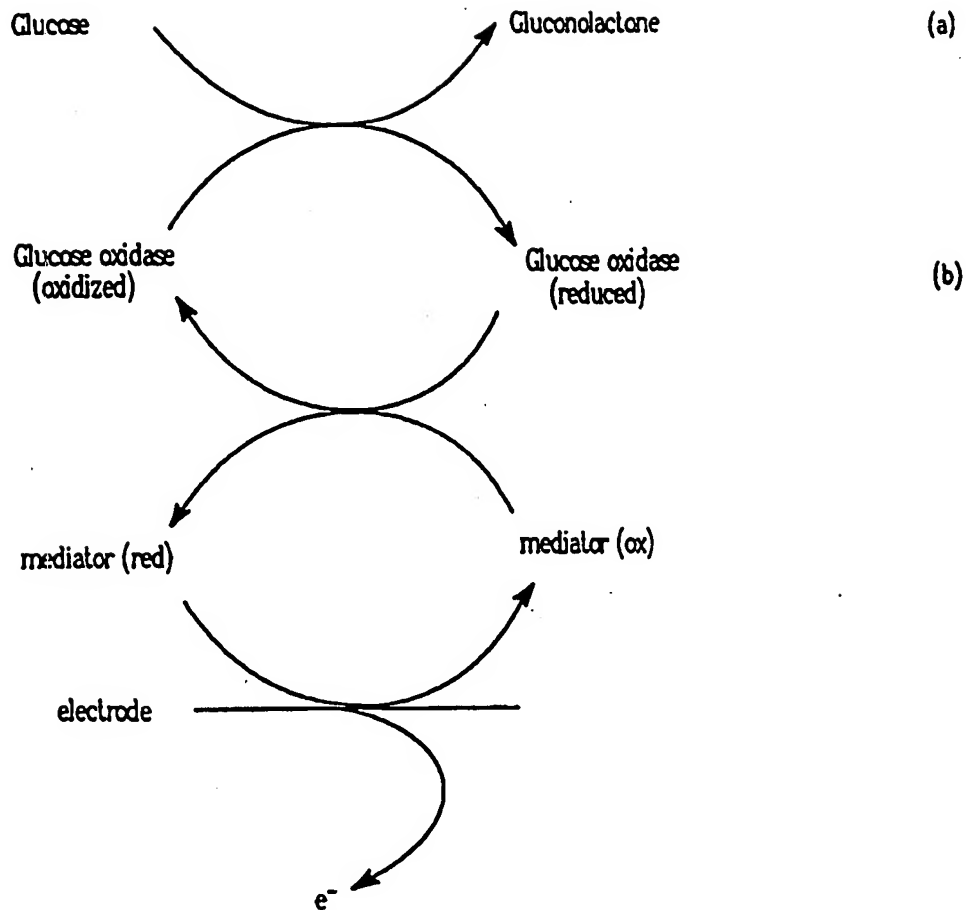 Glucose
Gluconolactone
(a)
Glucose oxidase
(oxidized)
Glucose oxidase
(reduced)
(b)
mediator (red)
mediator (ox)
electrode
e⁻